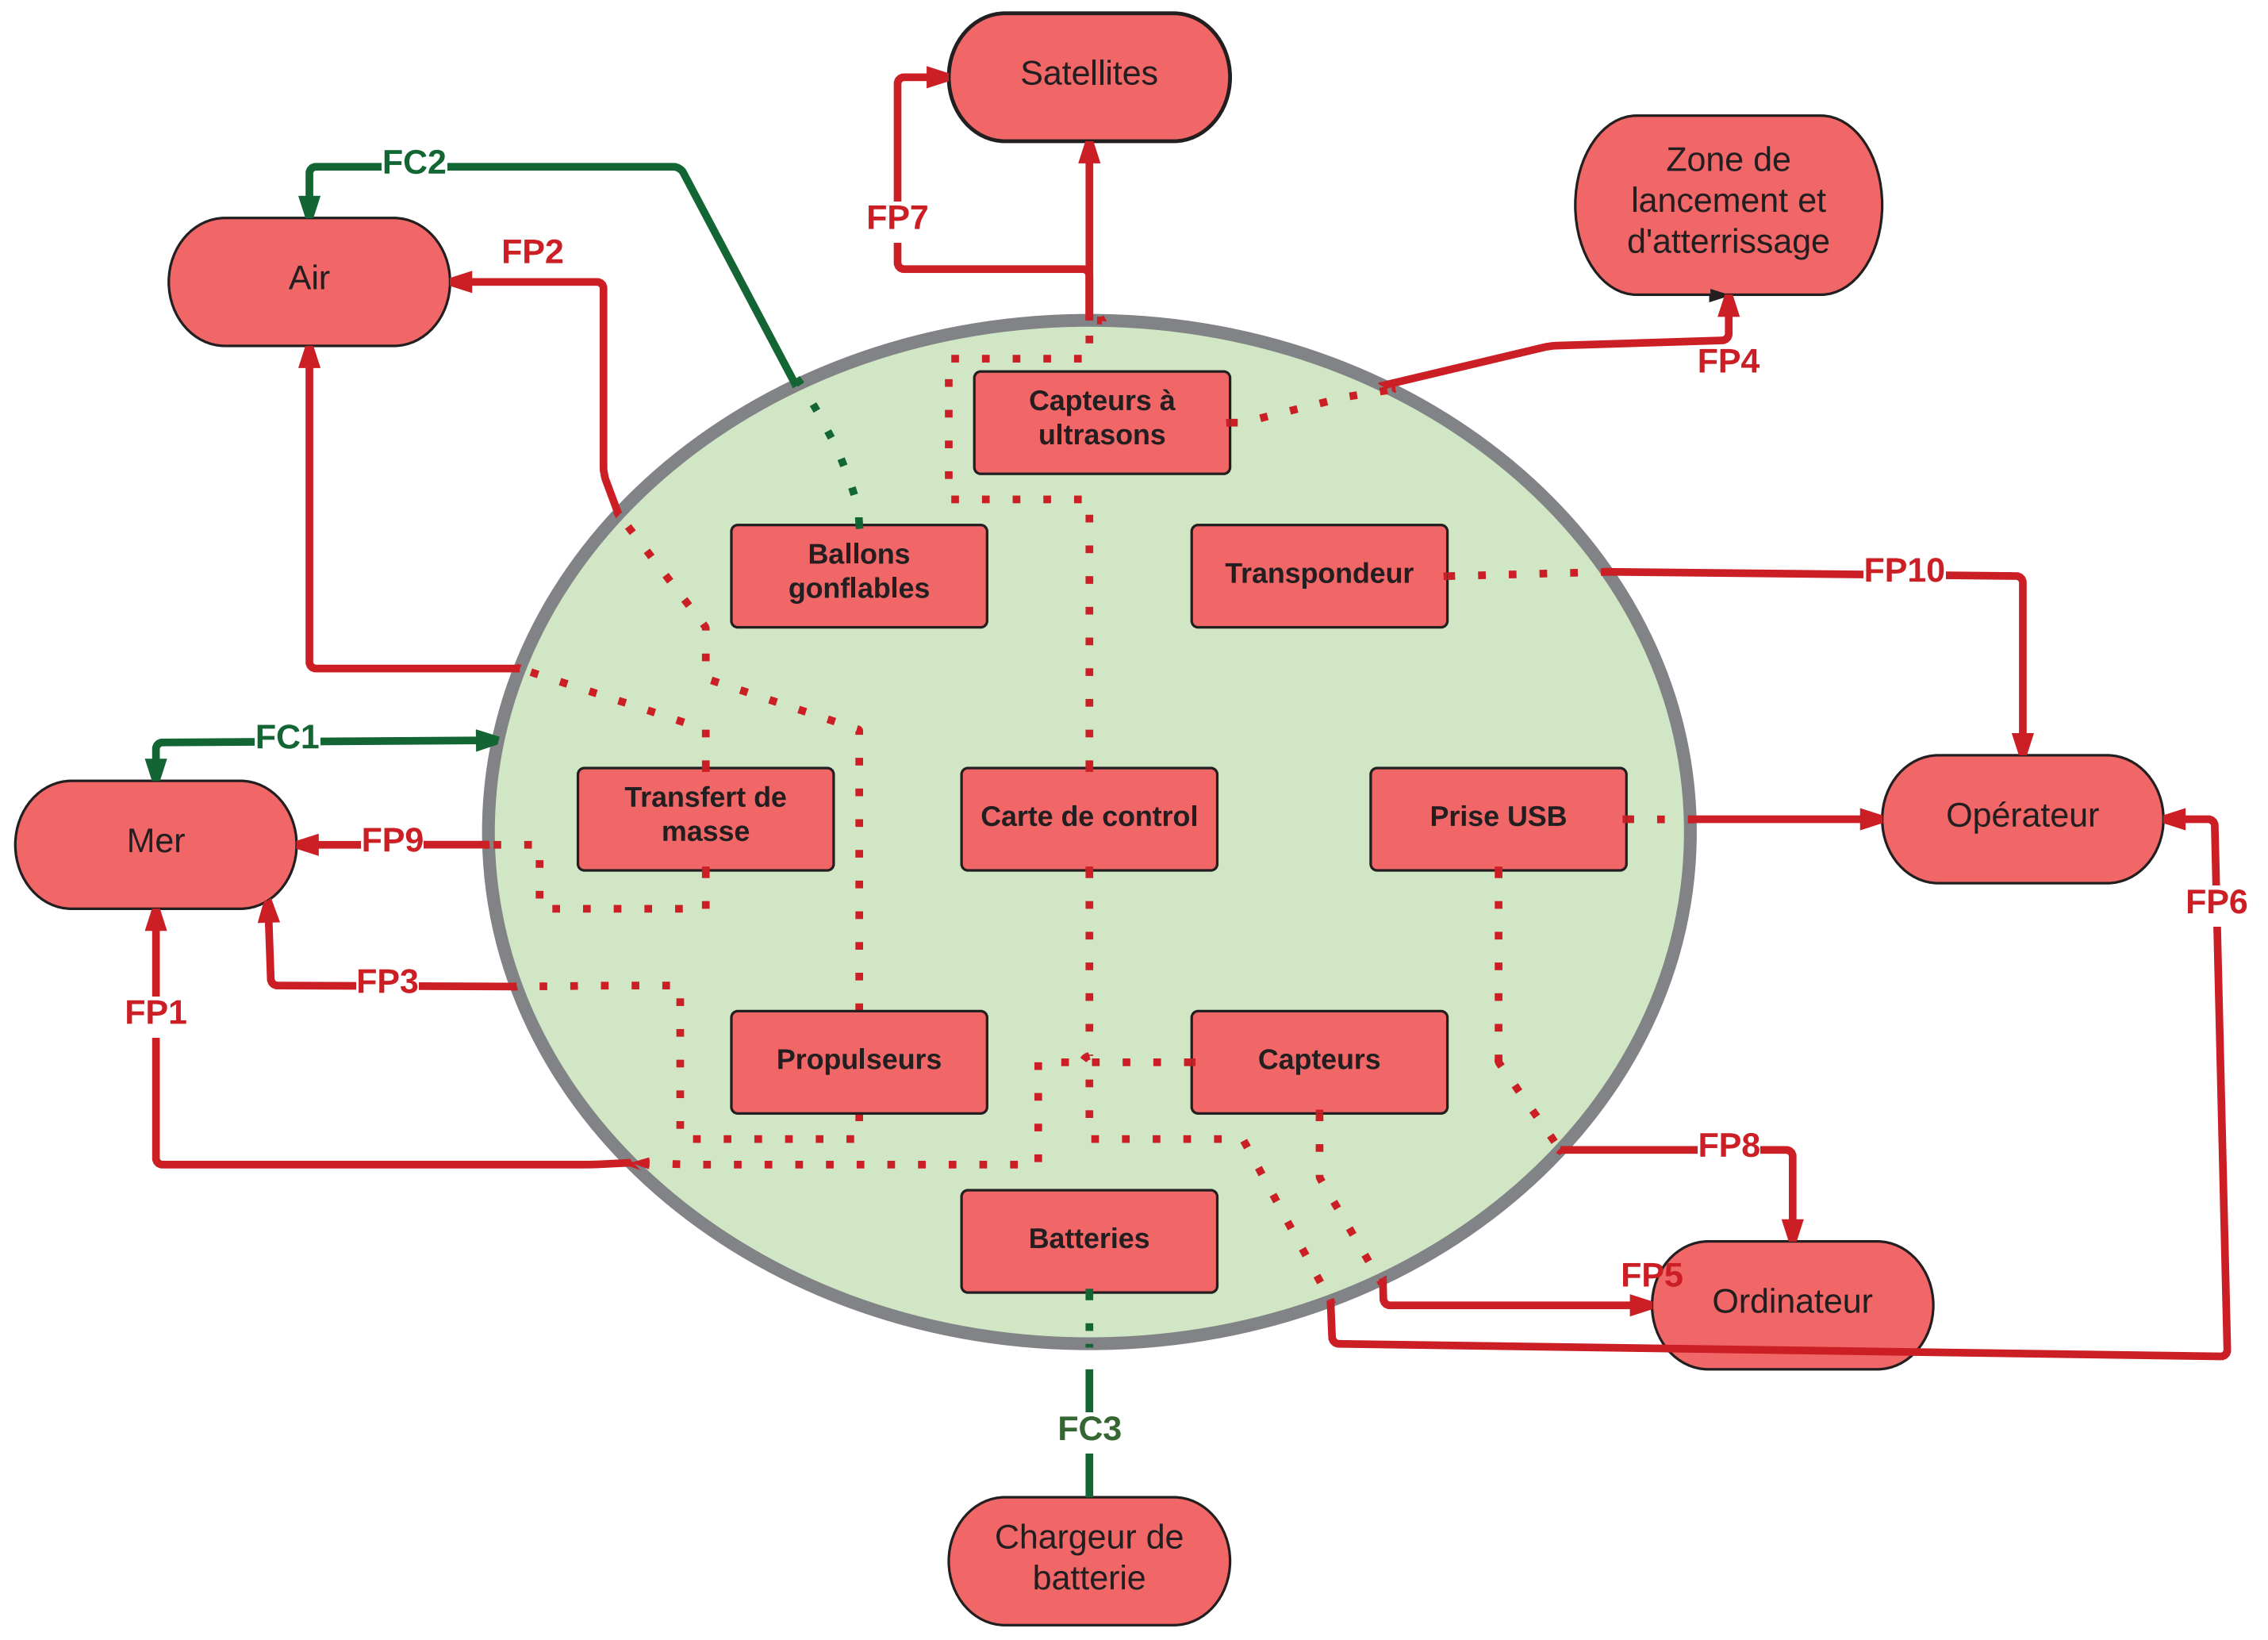 Satellites
Zone de
lancement et
d'atterrissage
FC2
FP7
FP2
Air
FP4
Capteurs à
ultrasons
Ballons
gonflables
Transpondeur
FP10
FC1
Transfert de
masse
Carte de control
Prise USB
Opérateur
Mer
FP9
FP6
FP3
FP1
Propulseurs
Capteurs
FP8
Batteries
FP5
Ordinateur
FC3
Chargeur de
batterie